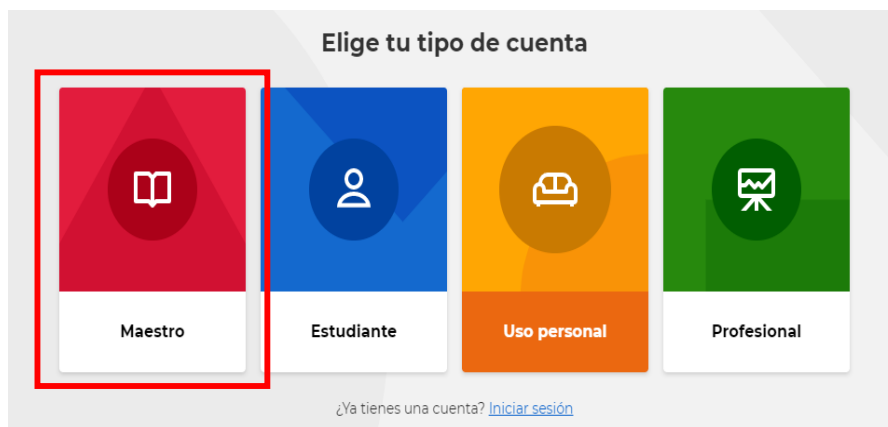 Elige tu tipo de cuenta
Maestro
Estudiante
Uso personal
Profesional
¿Ya tienes una cuenta? Iniciar sesión